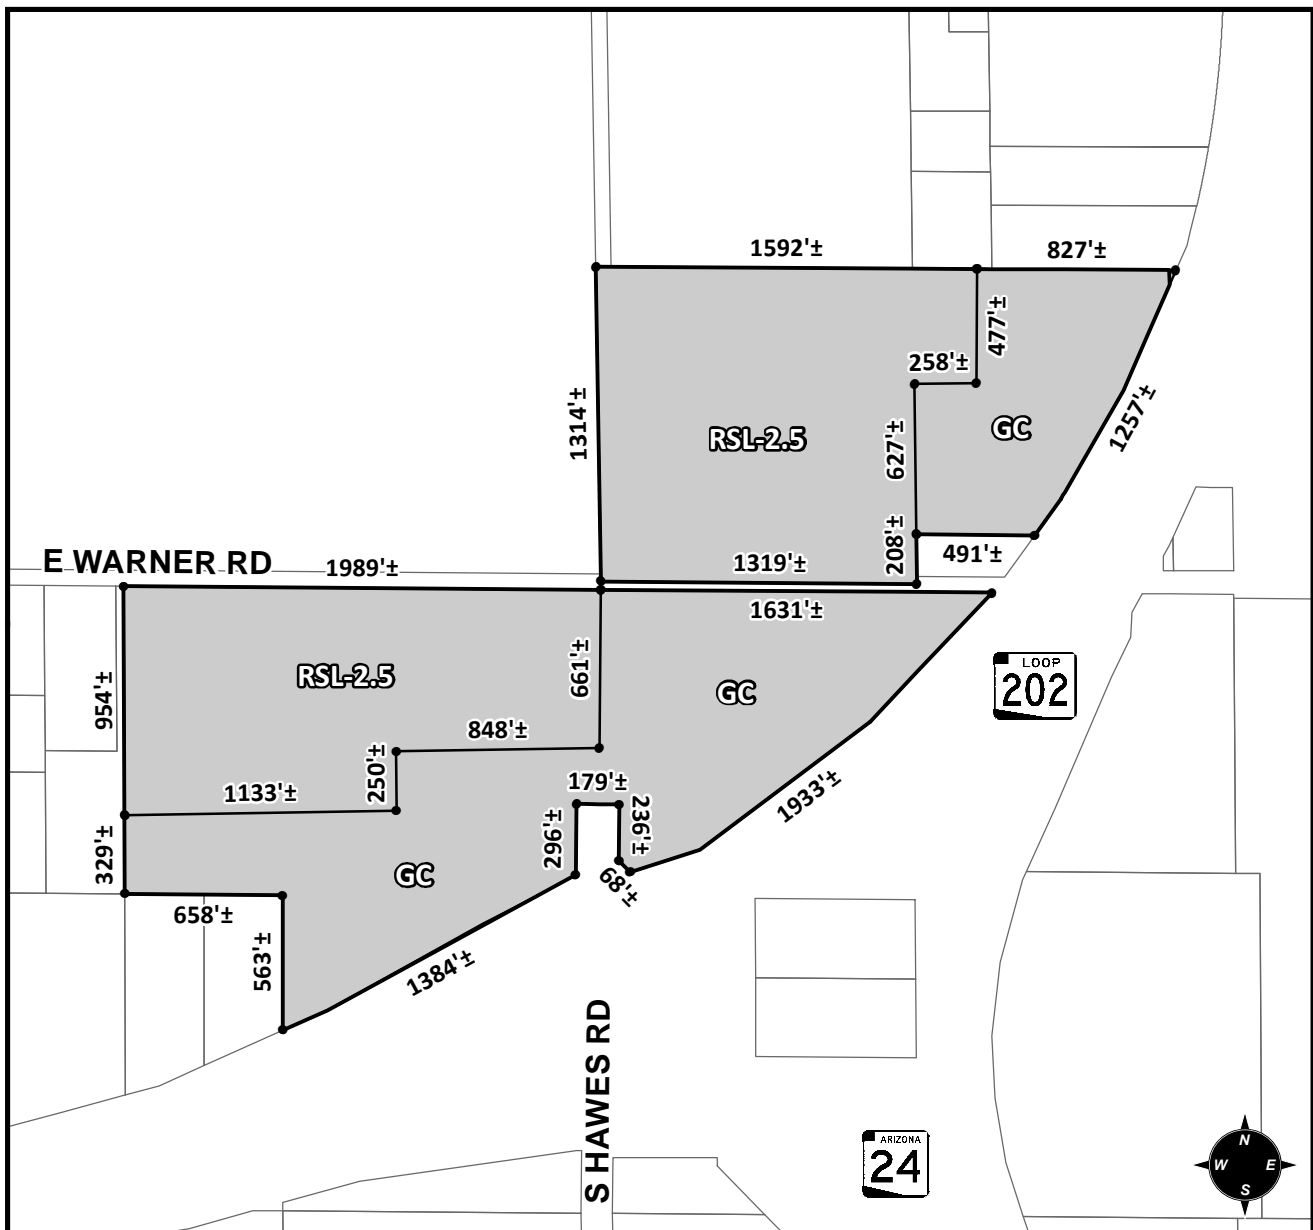 1592'±
827'±
477'±
258'±
1314'±
RSL-2.5
GC
1257'±
627'±
208'±
491'±
1319'±
E WARNER RD
1989'±
1631'±
661'±
954'±
RSL-2.5
GC
LOOP
202
848'±
250'±
1133'±
179'±
236'±
1933'±
296'±
329'±
GC
68'±
658'±
563'±
1384'±
S HAWES RD
ARIZONA
24
N
W E
S